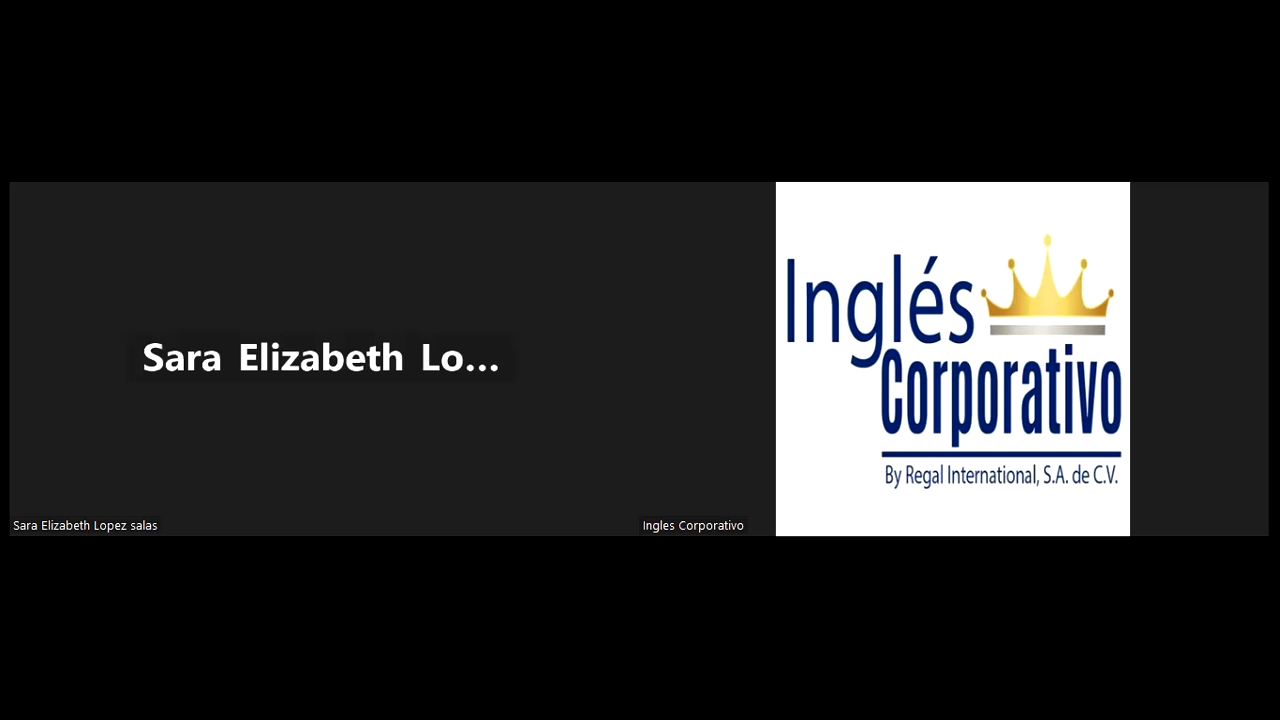 Sara Elizabeth Lo...
Sara Elizabeth Lopez salas
Inglés
Corporativo
By Regal International, S.A. de C.V.
Ingles Corporativo